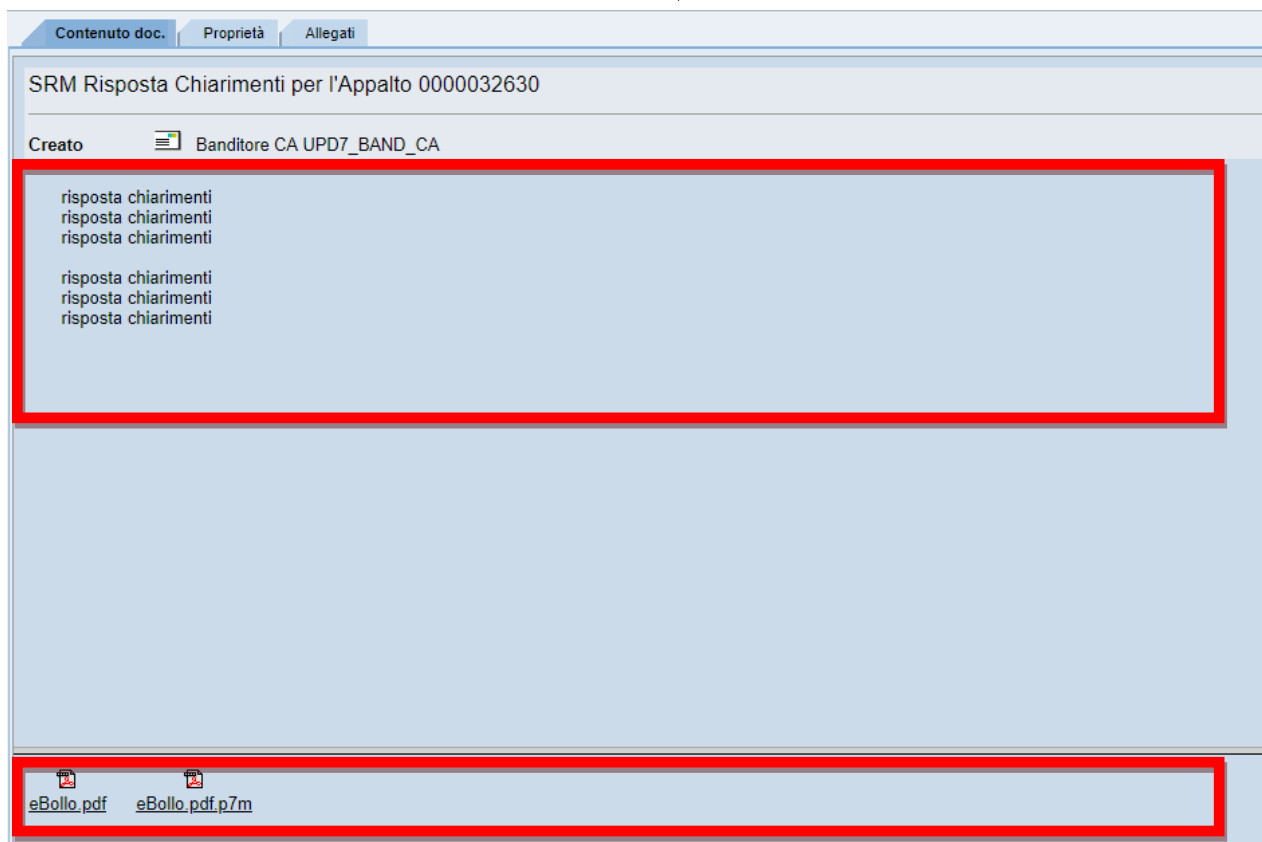 Contenuto doc. Proprietà Allegati
SRM Risposta Chiarimenti per l'Appalto 0000032630
Creato Banditore CA UPD7_BAND_CA
risposta chiarimenti
risposta chiarimenti
risposta chiarimenti
risposta chiarimenti
risposta chiarimenti
risposta chiarimenti
eBollo.pdf eBollo.pdf.p7m